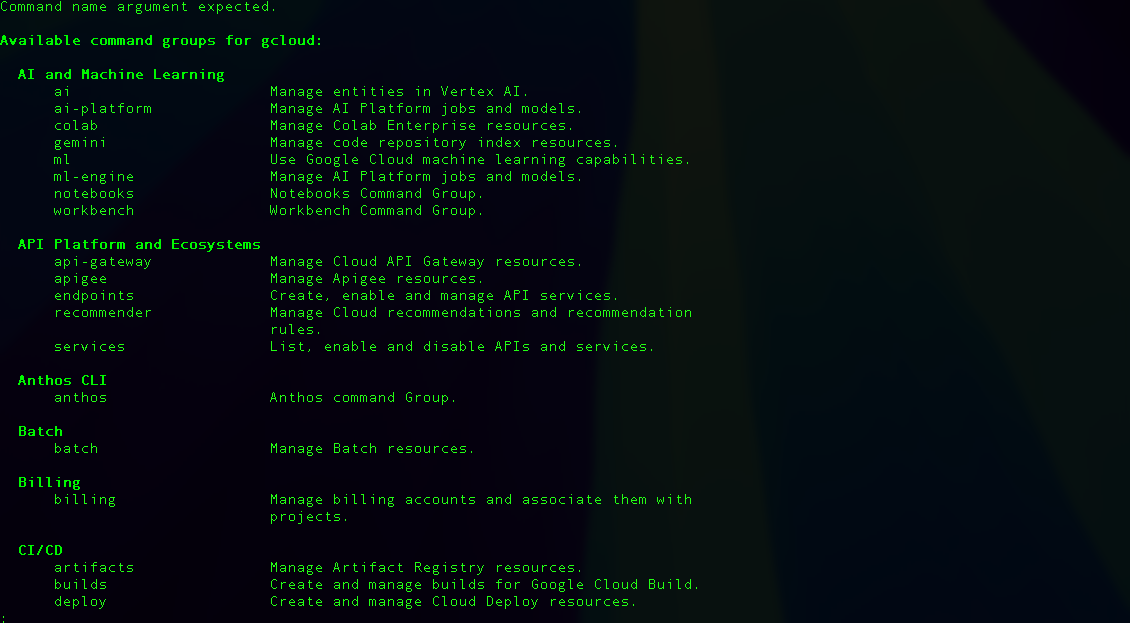 Command name argument expected.
Available command groups for gcloud:
AI and Machine Learning
ai Manage entities in Vertex AI.
ai-platform Manage AI Platform jobs and models.
colab Manage Colab Enterprise resources.
gemini Manage code repository index resources.
ml Use Google Cloud machine learning capabilities.
ml-engine Manage AI Platform jobs and models.
notebooks Notebooks Command Group.
workbench Workbench Command Group.
API Platform and Ecosystems
api-gateway Manage Cloud API Gateway resources.
apigee Manage Apigee resources.
endpoints Create, enable and manage API services.
recommender Manage Cloud recommendations and recommendation
rules.
services List, enable and disable APIs and services.
Anthos CLI
anthos Anthos command Group.
Batch
batch Manage Batch resources.
Billing
billing Manage billing accounts and associate them with
projects.
CI/CD
artifacts Manage Artifact Registry resources.
builds Create and manage builds for Google Cloud Build.
deploy Create and manage Cloud Deploy resources.
: